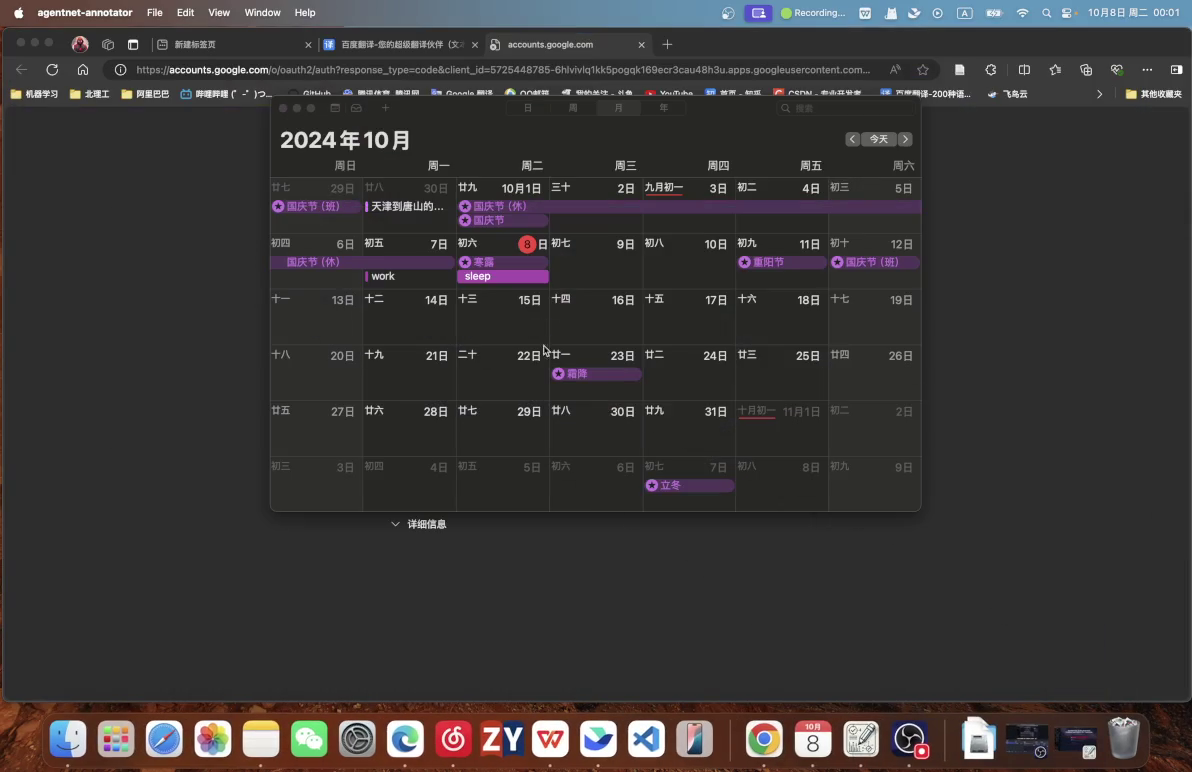 agentnet-annotator File Edit View Window Help
Recording... A 10月8日 周二 00:01
新建标签页
百度翻译-您的超级翻译伙伴（文
accounts.google.com
https://accounts.google.com/o/oauth2/auth?response_type=code&client_id=5725448785-6hlvivlq1kk5pogqk169ecr3cau48h3u.apps.googleusercontent.com...
机器学习 北理工 阿里巴巴
飞鸟云 其他收藏夹
日 周 月 年 搜索
2024年10月 今天
周日 周一 周二 周三 周四 周五 周六
廿七 29日 廿八 30日 廿九 10月1日 三十 2日 九月初一 3日 初二 4日 初三 5日
国庆节（班） 天津到唐山的... 国庆节（休）
国庆节
初四 6日 初五 7日 初六 8日 初七 9日 初八 10日 初九 11日 初十 12日
国庆节（休） 寒露 重阳节 国庆节（班）
work sleep
十一 13日 十二 14日 十三 15日 十四 16日 十五 17日 十六 18日 十七 19日
十八 20日 十九 21日 二十 22日 廿一 23日 廿二 24日 廿三 25日 廿四 26日
霜降
廿五 27日 廿六 28日 廿七 29日 廿八 30日 廿九 31日 十月初一 11月1日 初二 2日
初三 3日 初四 4日 初五 5日 初六 6日 初七 7日 初八 8日 初九 9日
立冬
详细信息
ZY
10月
8